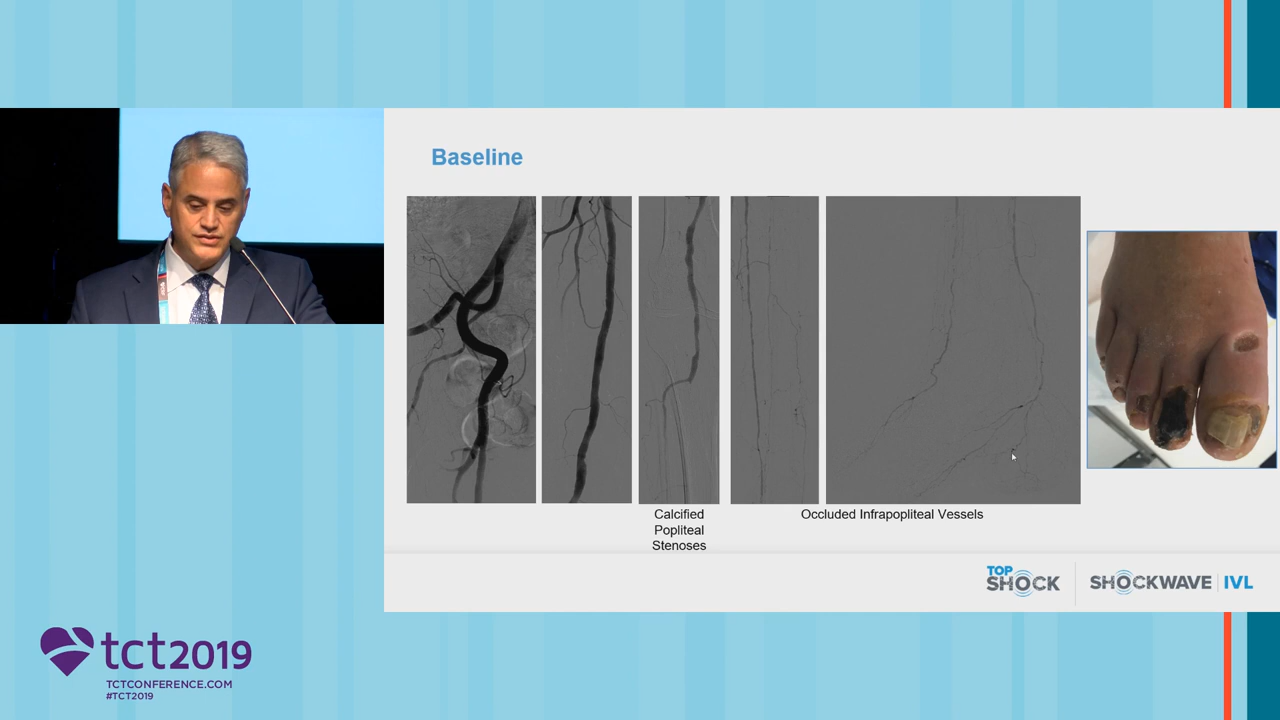 Baseline
Calcified
Popliteal
Stenoses
Occluded Infrapopliteal Vessels
TOP
SHOCK
SHOCKWAVE | IVL
tct2019
TCTCONFERENCE.COM
#TCT2019